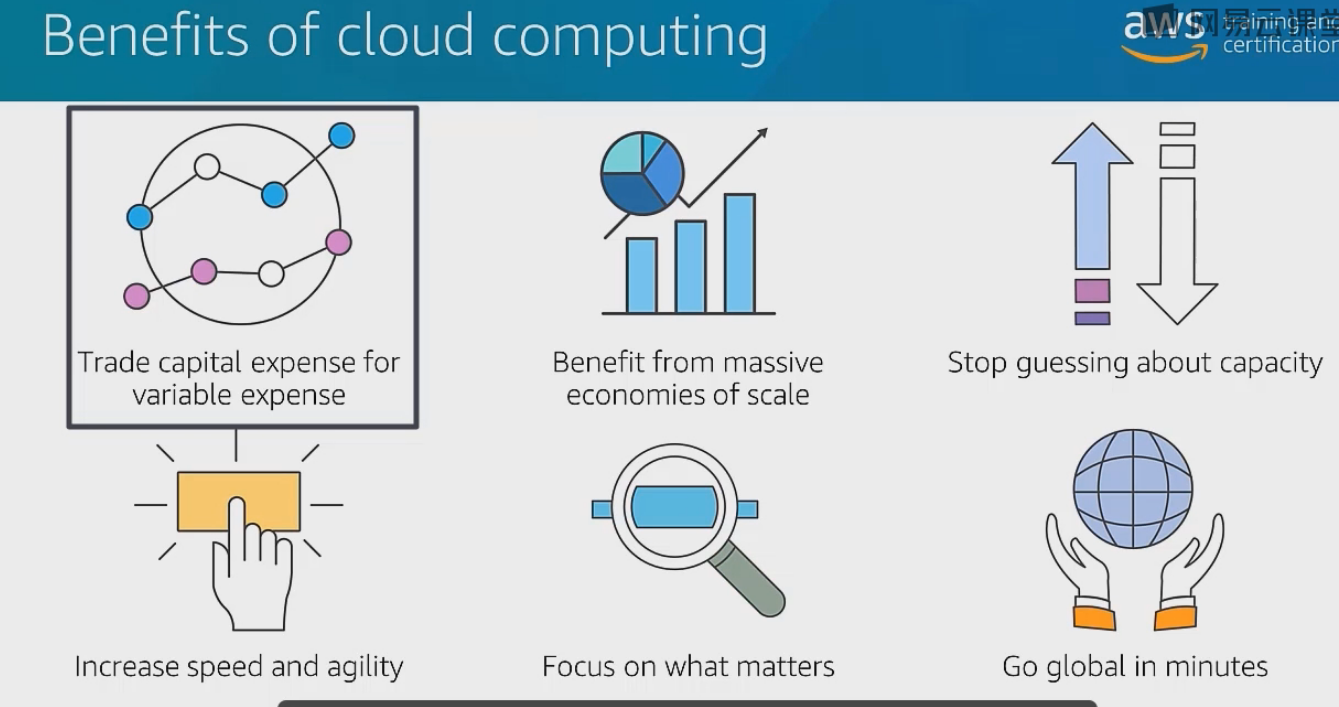 Benefits of cloud computing
aws training and
certification
网易云课堂
Trade capital expense for
variable expense
Benefit from massive
economies of scale
Stop guessing about capacity
Increase speed and agility
Focus on what matters
Go global in minutes